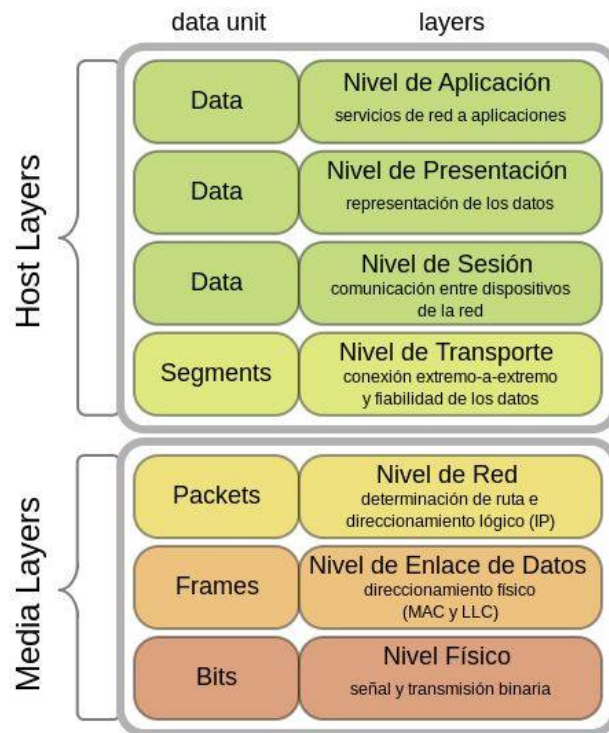 data unit
layers
Host Layers
Data
Nivel de Aplicación
servicios de red a aplicaciones
Data
Nivel de Presentación
representación de los datos
Data
Nivel de Sesión
comunicación entre dispositivos
de la red
Segments
Nivel de Transporte
conexión extremo-a-extremo
y fiabilidad de los datos
Media Layers
Packets
Nivel de Red
determinación de ruta e
direccionamiento lógico (IP)
Frames
Nivel de Enlace de Datos
direccionamiento físico
(MAC y LLC)
Bits
Nivel Físico
señal y transmisión binaria